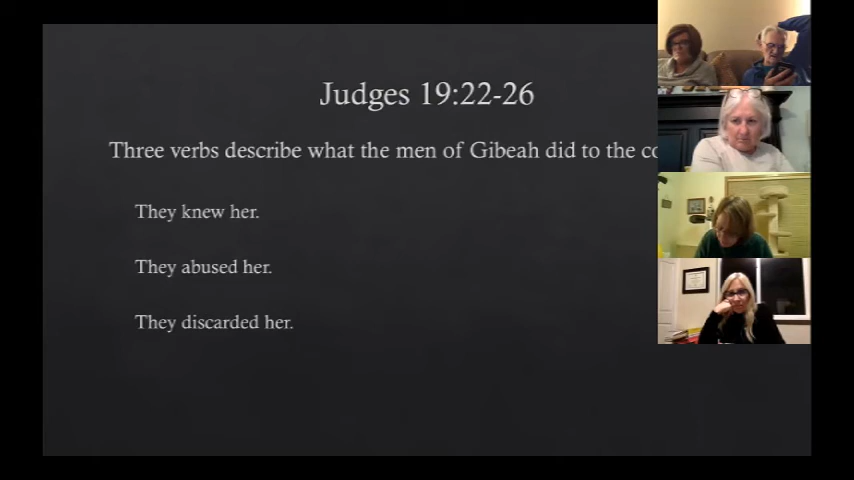 Judges 19:22-26
Three verbs describe what the men of Gibeah did to the
They knew her.
They abused her.
They discarded her.